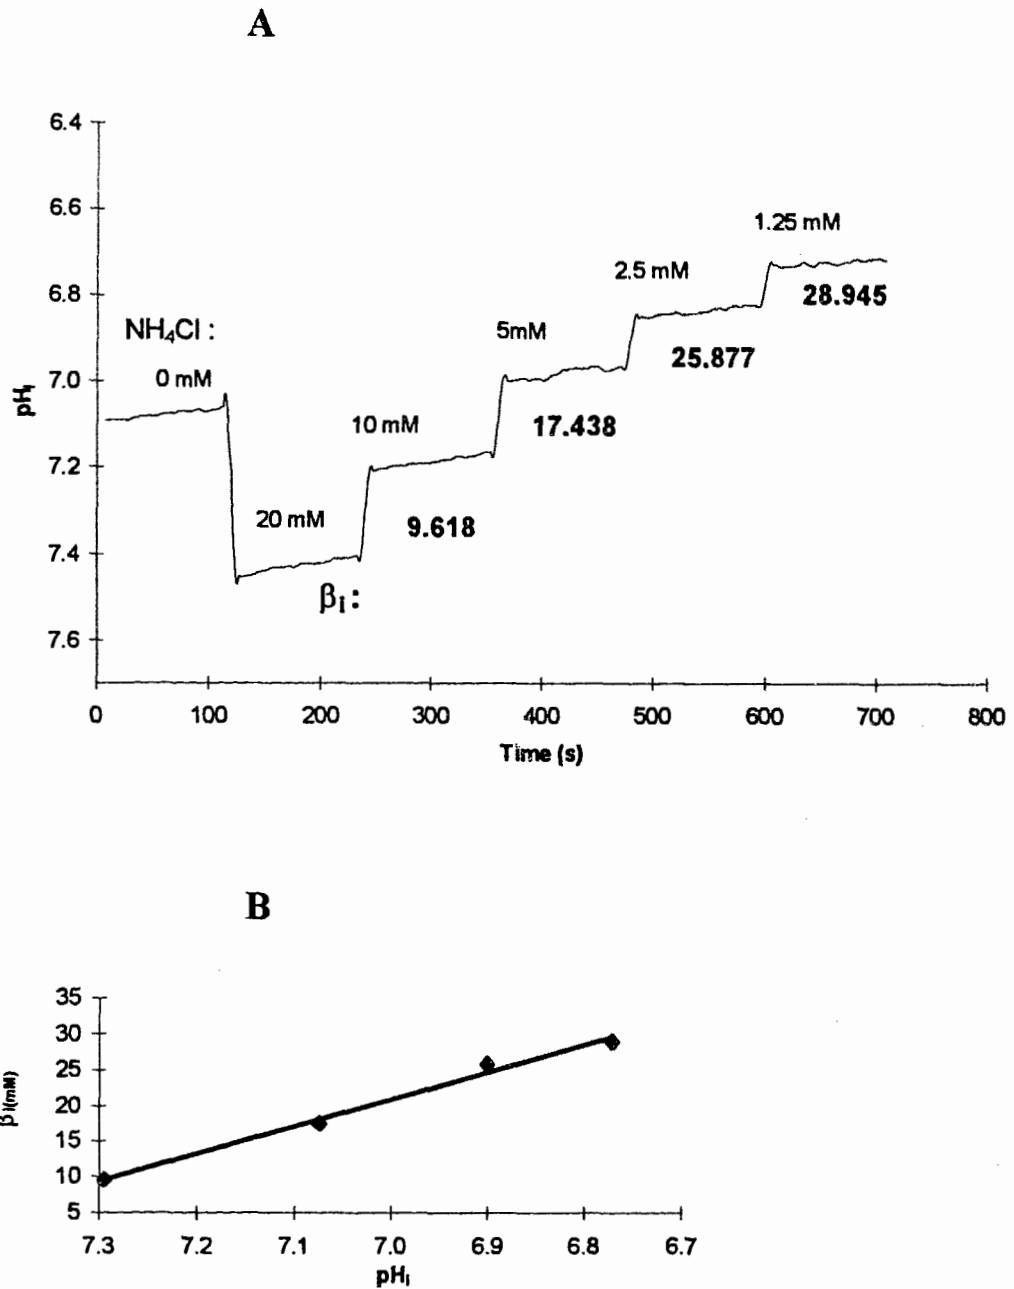 A
6.4
6.6
6.8
7.0
7.2
7.4
7.6
pHi
1.25 mM
2.5 mM
28.945
NH₄Cl :
5mM
25.877
0 mM
10 mM
17.438
20 mM
9.618
βI:
0 100 200 300 400 500 600 700 800
Time (s)
B
35
30
25
20
15
10
5
β i(mM)
7.3 7.2 7.1 7.0 6.9 6.8 6.7
pHi